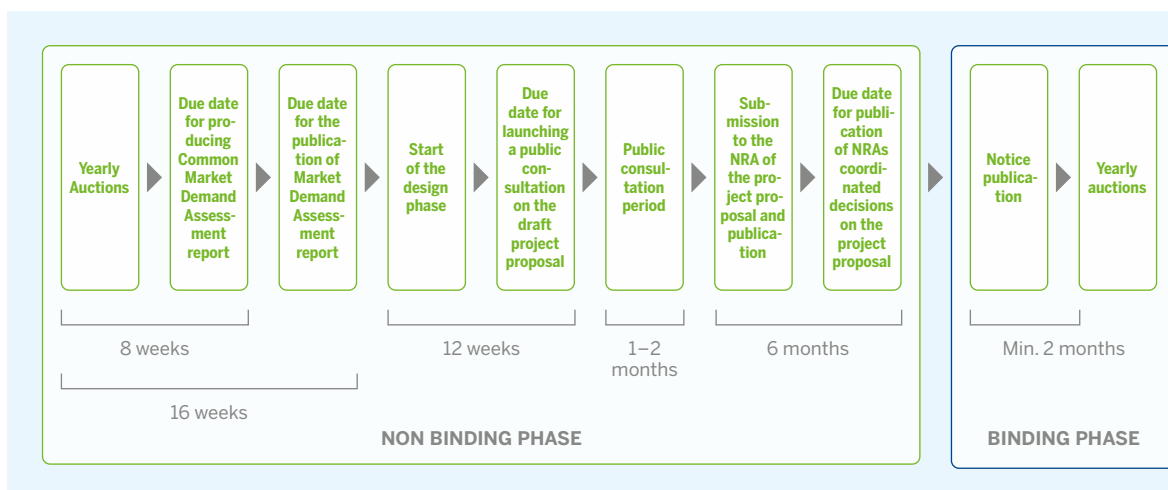 Yearly
Auctions
Due date
for pro-
ducing
Common
Market
Demand
Assess-
ment
report
Due date
for the
publica-
tion of
Market
Demand
Assess-
ment
report
Start
of the
design
phase
Due
date for
launching
a public
con-
sultation
on the
draft
project
proposal
Public
consul-
tation
period
Sub-
mission
to the
NRA of
the pro-
ject pro-
posal and
publica-
tion
Due date
for publi-
cation
of NRAs
coordi-
nated
decisions
on the
project
proposal
Notice
publica-
tion
Yearly
auctions
8 weeks
12 weeks
1–2
months
6 months
Min. 2 months
16 weeks
NON BINDING PHASE
BINDING PHASE